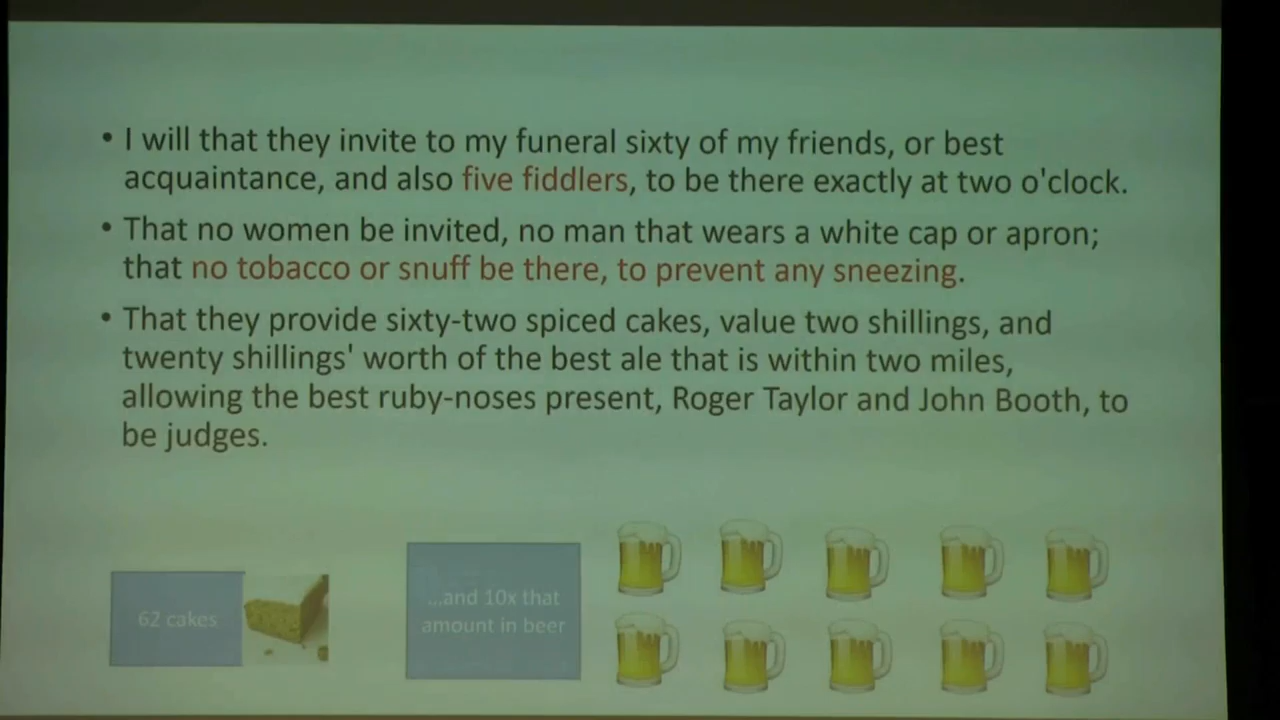 • I will that they invite to my funeral sixty of my friends, or best
acquaintance, and also five fiddlers, to be there exactly at two o'clock.
• That no women be invited, no man that wears a white cap or apron;
that no tobacco or snuff be there, to prevent any sneezing.
• That they provide sixty-two spiced cakes, value two shillings, and
twenty shillings' worth of the best ale that is within two miles,
allowing the best ruby-noses present, Roger Taylor and John Booth, to
be judges.
62 cakes
...and 10x that
amount in beer